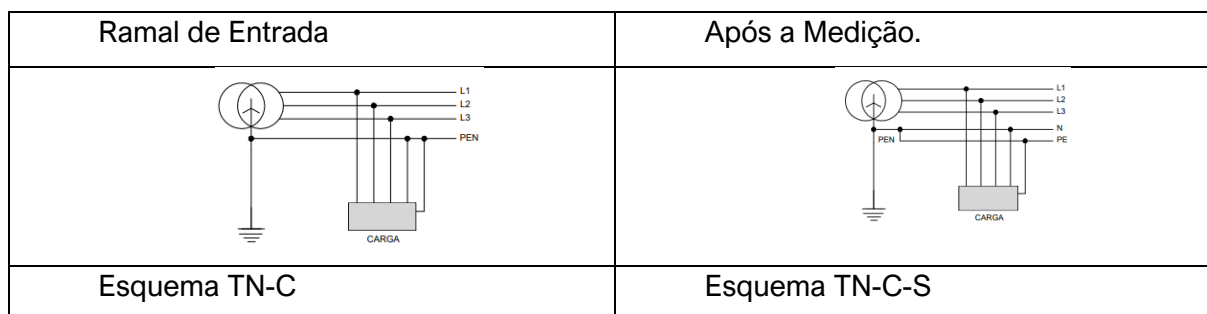 Ramal de Entrada
Após a Medição.
L1
L2
L3
PEN
CARGA
L1
L2
L3
N
PEN
PE
CARGA
Esquema TN-C
Esquema TN-C-S